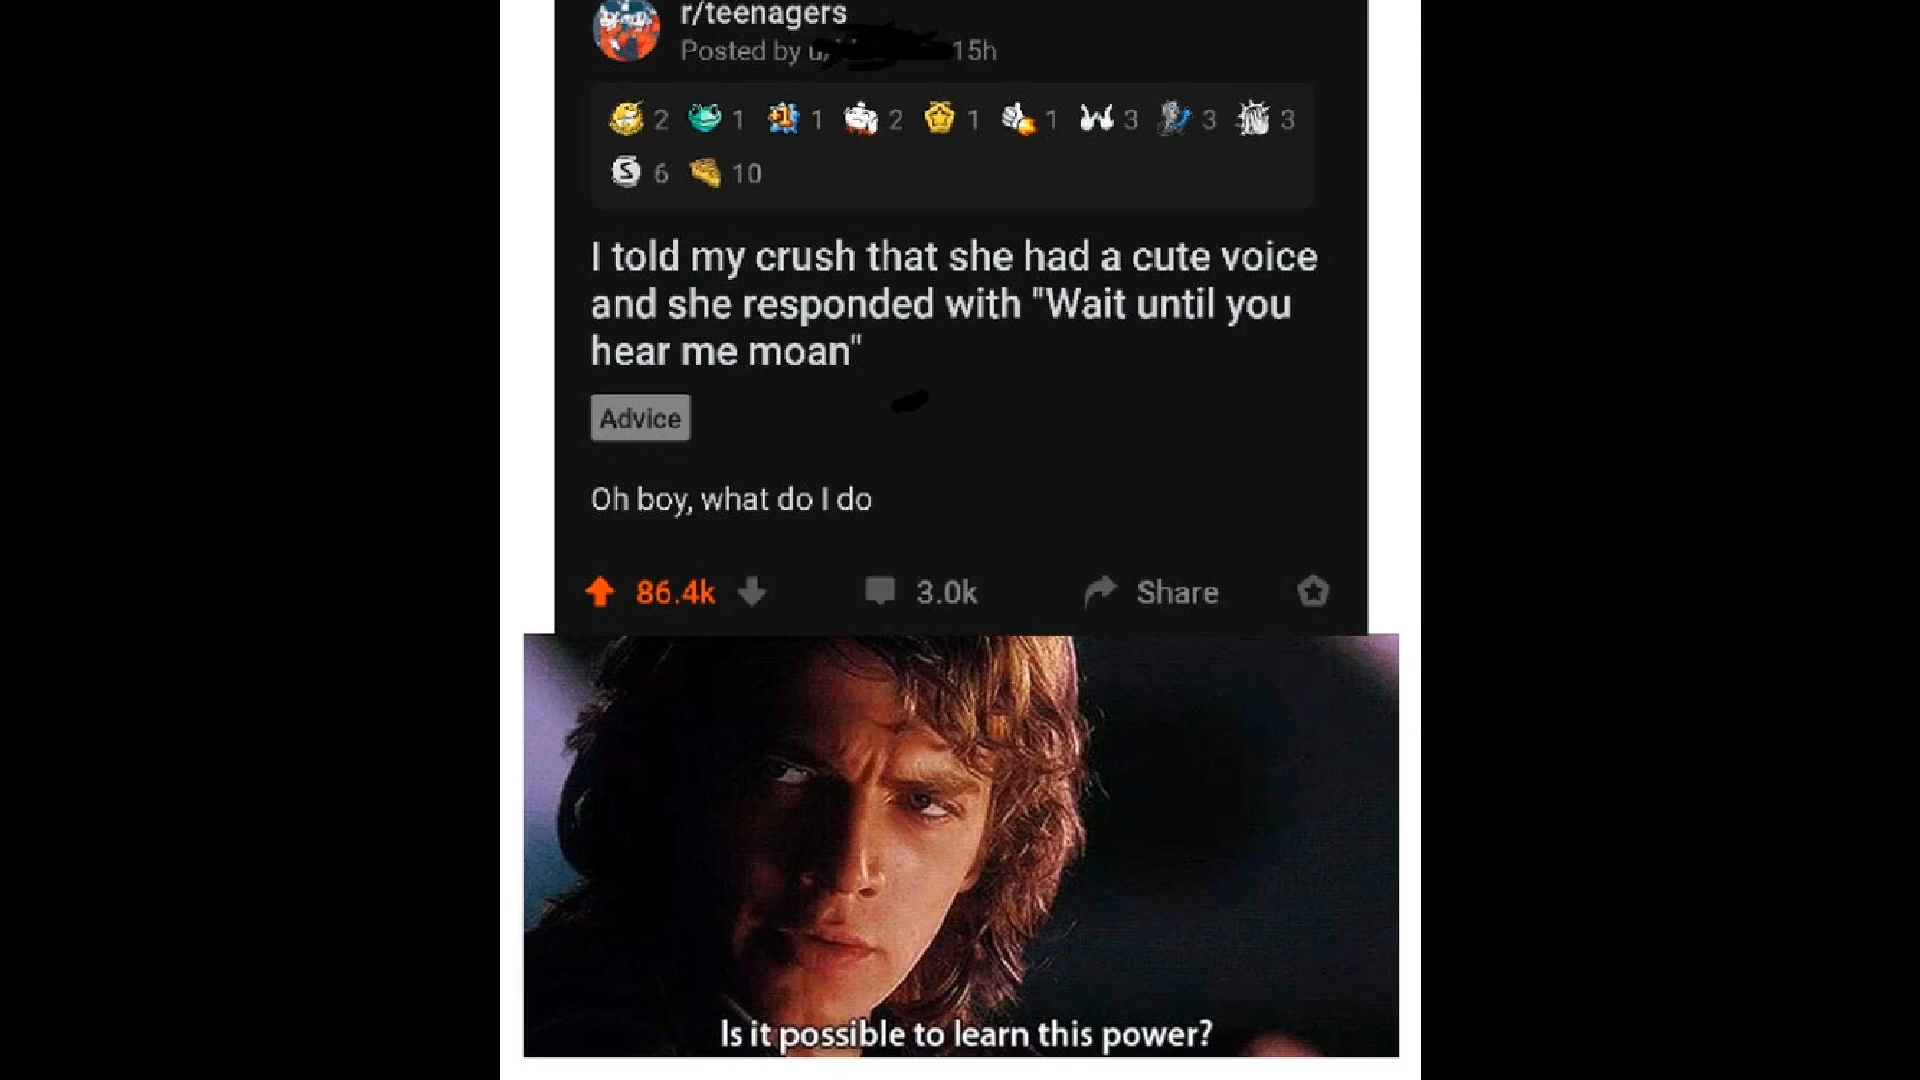 r/teenagers
Posted by u/ 15h
2 1 +1 1 2 1 1 3 3 3
S 6 10
I told my crush that she had a cute voice
and she responded with "Wait until you
hear me moan"
Advice
Oh boy, what do I do
86.4k 3.0k Share
Is it possible to learn this power?